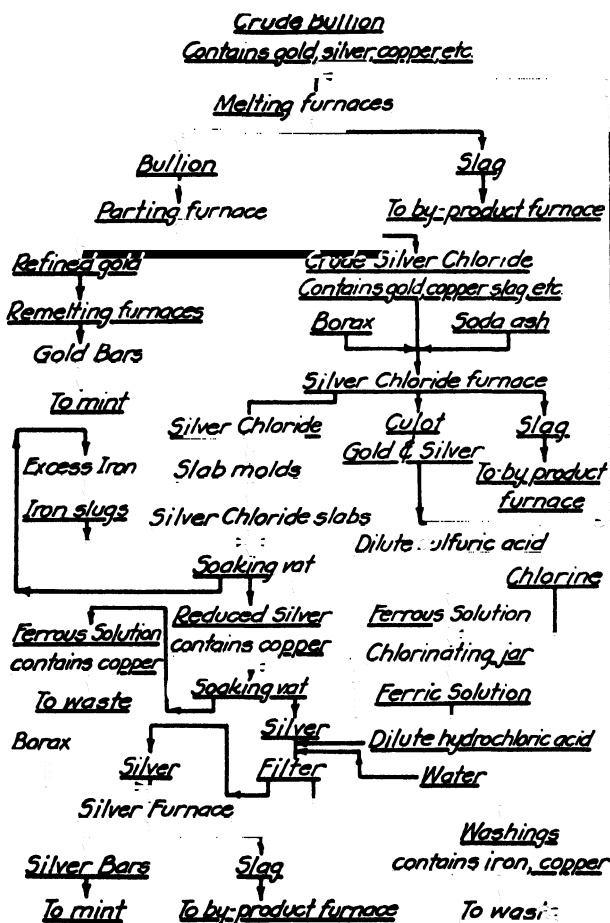 Crude Bullion
Contains gold, silver, copper, etc.
Melting furnaces
Bullion
Slag
Parting furnace
To by-product furnace
Refined gold
Crude Silver Chloride
Contains gold, copper slag, etc.
Remelting furnaces
Borax
Soda ash
Gold Bars
Silver Chloride furnace
To mint
Silver Chloride
Culot
Slag
Gold & Silver
Excess Iron
Slab molds
To by product
furnace
Iron slugs
Silver Chloride slabs
Dilute sulfuric acid
Soaking vat
Chlorine
Reduced Silver
Ferrous Solution
Ferrous Solution
contains copper
contains copper
Chlorinating jar
Soaking vat
Ferric Solution
To waste
Silver
Borax
Dilute hydrochloric acid
Silver
Filter
Water
Silver Furnace
Washings
Silver Bars
Slag
contains iron, copper
To mint
To by-product furnace
To waste